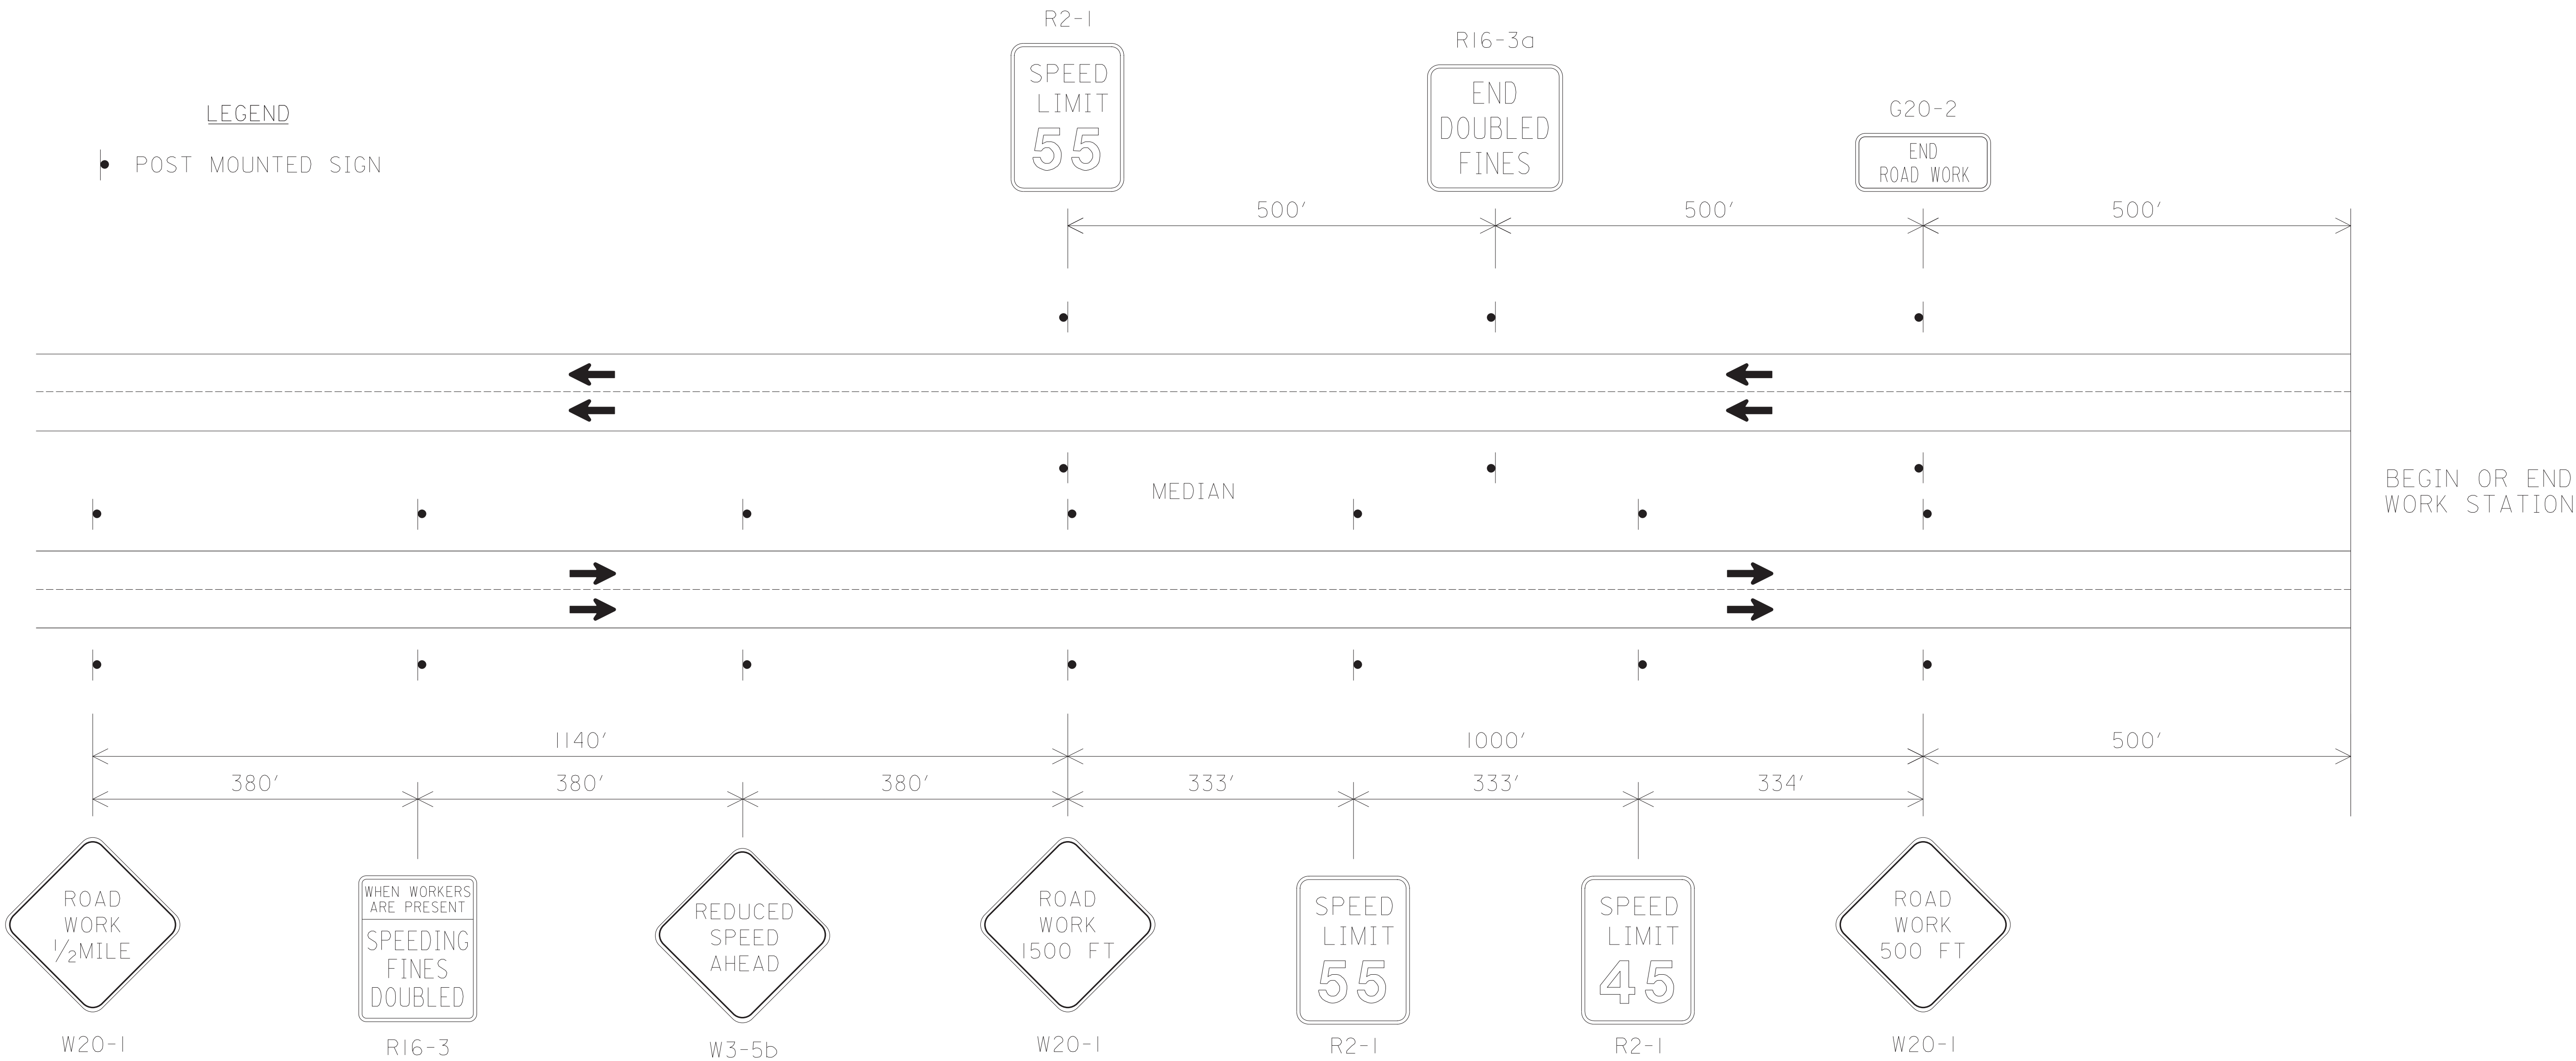 R2-1
SPEED
LIMIT
55
R16-3a
END
DOUBLED
FINES
G20-2
END
ROAD WORK
LEGEND
POST MOUNTED SIGN
500'
500'
500'
MEDIAN
BEGIN OR END
WORK STATION
1140'
1000'
500'
380'
380'
380'
333'
333'
334'
ROAD
WORK
1/2MILE
W20-1
WHEN WORKERS
ARE PRESENT
SPEEDING
FINES
DOUBLED
R16-3
REDUCED
SPEED
AHEAD
W3-5b
ROAD
WORK
1500 FT
W20-1
SPEED
LIMIT
55
R2-1
SPEED
LIMIT
45
R2-1
ROAD
WORK
500 FT
W20-1